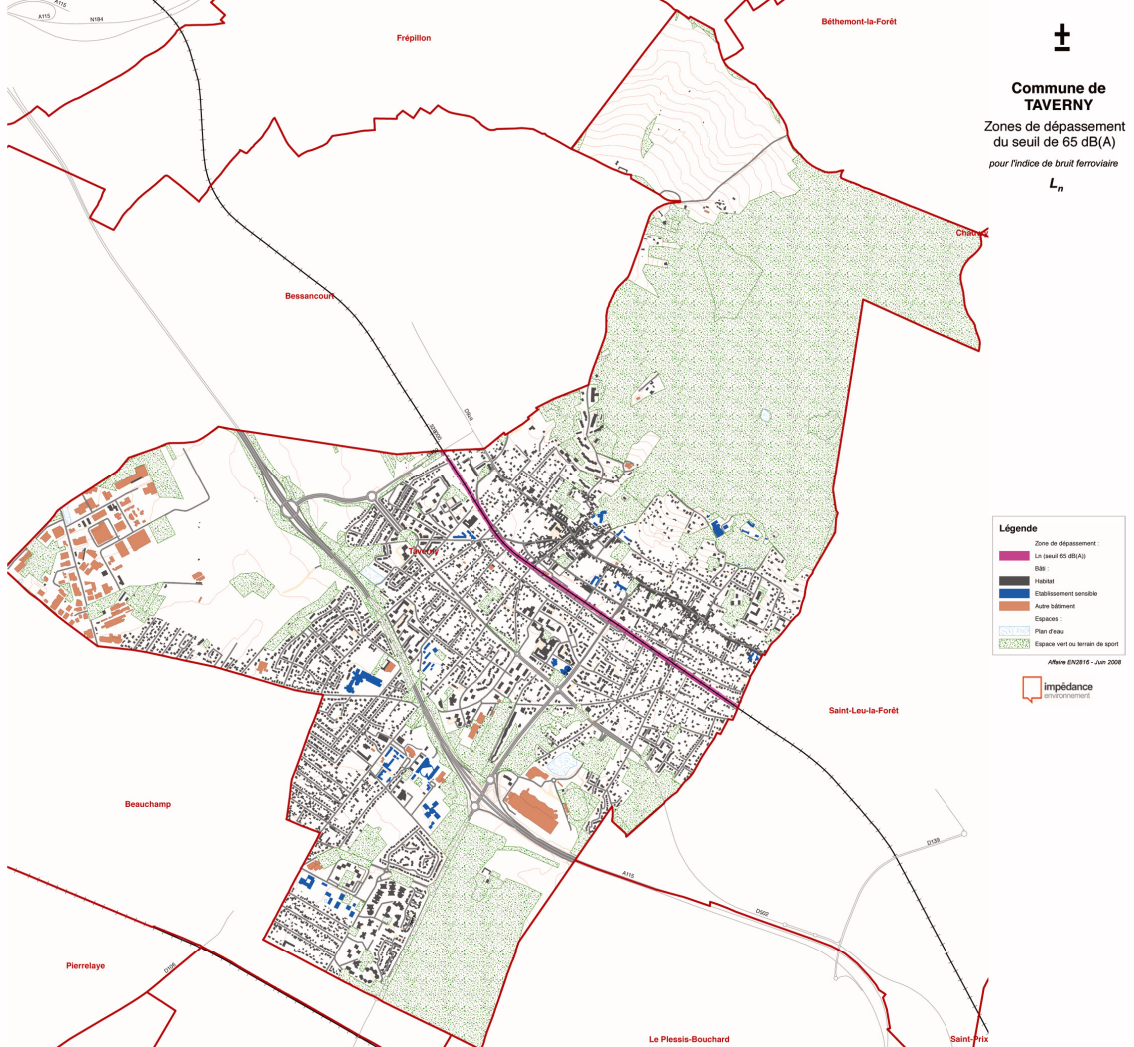 A115
A115
N184
Frépillon
Béthemont-la-Forêt
Commune de
TAVERNY
Zones de dépassement
du seuil de 65 dB(A)
pour l'indice de bruit ferroviaire
Ln
Bessancourt
Taverny
Légende
Zone de dépassement :
Ln (seuil 65 dB(A))
Bâti :
Habitat
Etablissement sensible
Autre bâtiment
Espaces :
Plan d'eau
Espace vert ou terrain de sport
Affaire EN2816 - Juin 2008
impédance
environnement
Saint-Leu-la-Forêt
Beauchamp
D139
A115
D502
Pierrelaye
D106
Le Plessis-Bouchard
Saint-Prix